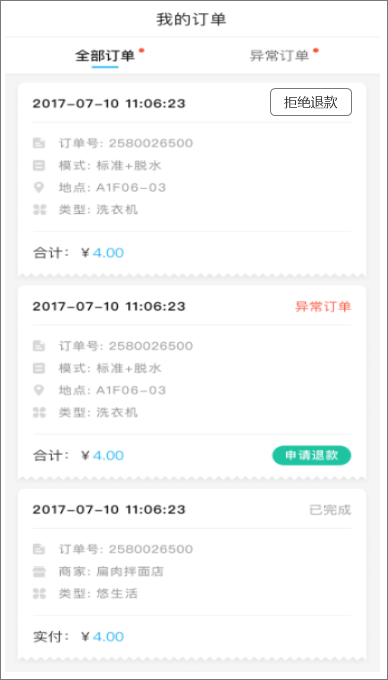 我的订单
全部订单 异常订单
2017-07-10 11:06:23 拒绝退款
订单号: 2580026500
模式: 标准+脱水
地点: A1F06-03
类型: 洗衣机
合计: ￥4.00
2017-07-10 11:06:23 异常订单
订单号: 2580026500
模式: 标准+脱水
地点: A1F06-03
类型: 洗衣机
合计: ￥4.00 申请退款
2017-07-10 11:06:23 已完成
订单号: 2580026500
商家: 扁肉拌面店
类型: 悠生活
实付: ￥4.00